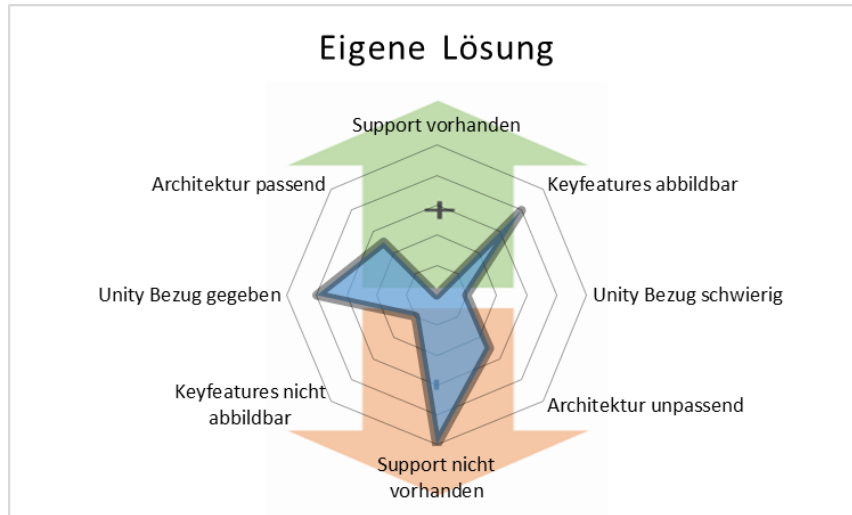 Eigene Lösung
Support vorhanden
Architektur passend
Keyfeatures abbildbar
+
Unity Bezug gegeben
Unity Bezug schwierig
-
Keyfeatures nicht
abbildbar
Architektur unpassend
Support nicht
vorhanden